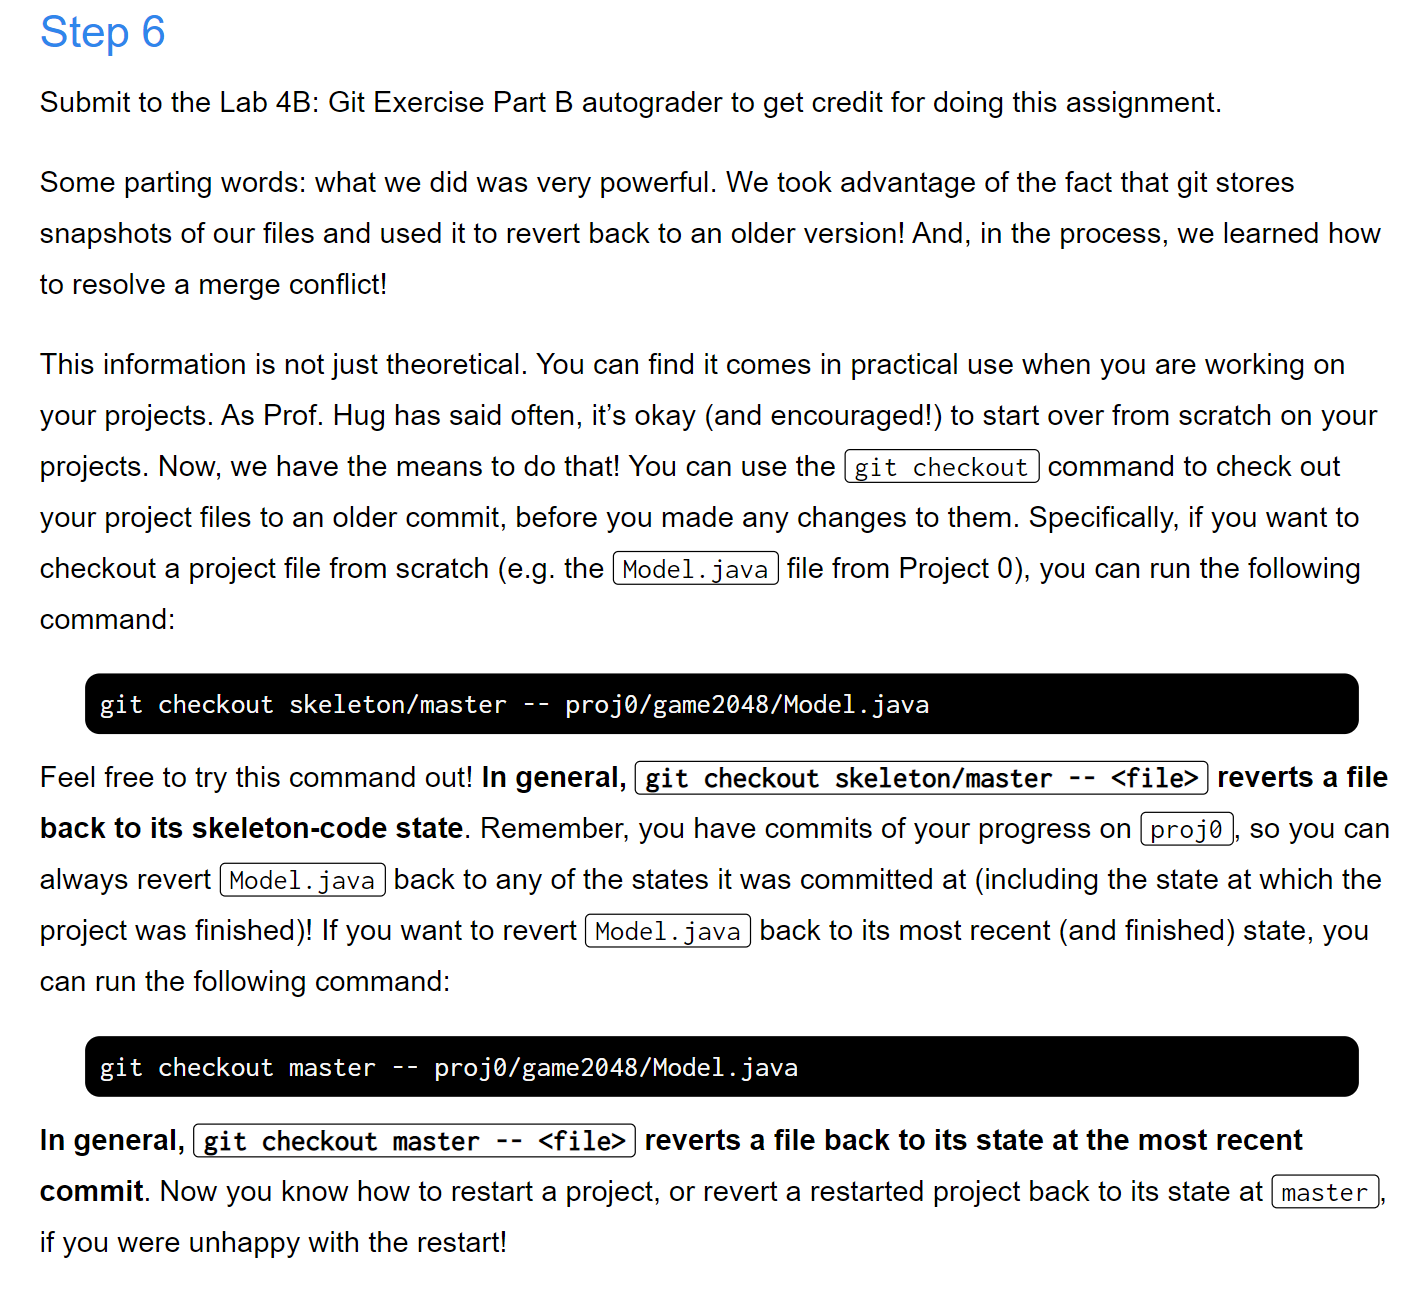 Step 6
Submit to the Lab 4B: Git Exercise Part B autograder to get credit for doing this assignment.
Some parting words: what we did was very powerful. We took advantage of the fact that git stores
snapshots of our files and used it to revert back to an older version! And, in the process, we learned how
to resolve a merge conflict!
This information is not just theoretical. You can find it comes in practical use when you are working on
your projects. As Prof. Hug has said often, it’s okay (and encouraged!) to start over from scratch on your
projects. Now, we have the means to do that! You can use the git checkout command to check out
your project files to an older commit, before you made any changes to them. Specifically, if you want to
checkout a project file from scratch (e.g. the Model.java file from Project 0), you can run the following
command:
git checkout skeleton/master -- proj0/game2048/Model.java
Feel free to try this command out! In general, git checkout skeleton/master -- <file> reverts a file
back to its skeleton-code state. Remember, you have commits of your progress on proj0, so you can
always revert Model.java back to any of the states it was committed at (including the state at which the
project was finished)! If you want to revert Model.java back to its most recent (and finished) state, you
can run the following command:
git checkout master -- proj0/game2048/Model.java
In general, git checkout master -- <file> reverts a file back to its state at the most recent
commit. Now you know how to restart a project, or revert a restarted project back to its state at master,
if you were unhappy with the restart!